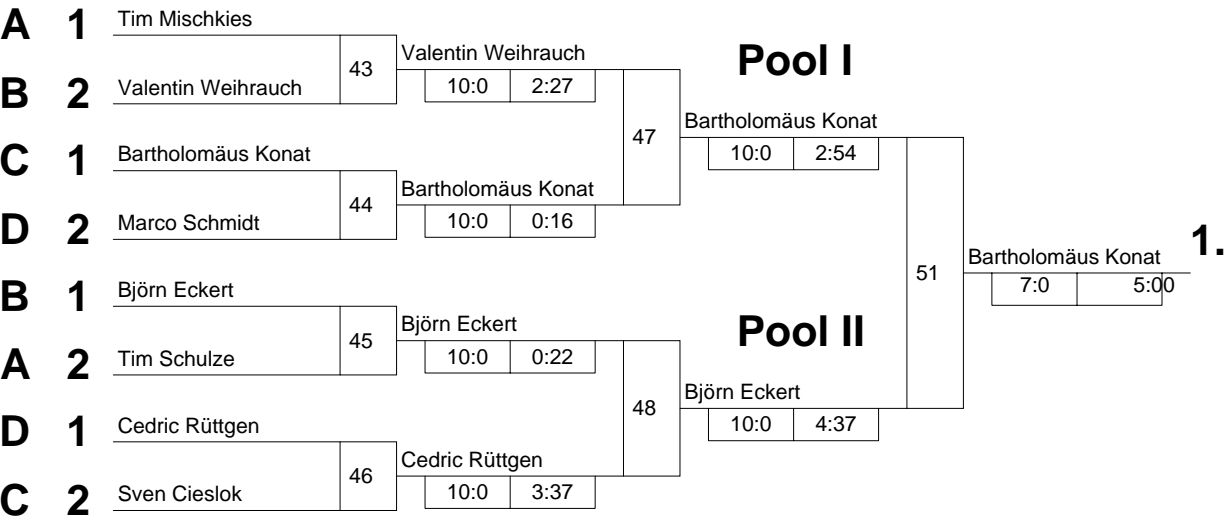 A 1 Tim Mischkies
43 Valentin Weihrauch
10:0 2:27
B 2 Valentin Weihrauch
Pool I
47 Bartholomäus Konat
10:0 2:54
C 1 Bartholomäus Konat
44 Bartholomäus Konat
10:0 0:16
D 2 Marco Schmidt
51 Bartholomäus Konat 1.
7:0 5:00
B 1 Björn Eckert
45 Björn Eckert
10:0 0:22
A 2 Tim Schulze
Pool II
48 Björn Eckert
10:0 4:37
D 1 Cedric Rüttgen
46 Cedric Rüttgen
10:0 3:37
C 2 Sven Cieslok